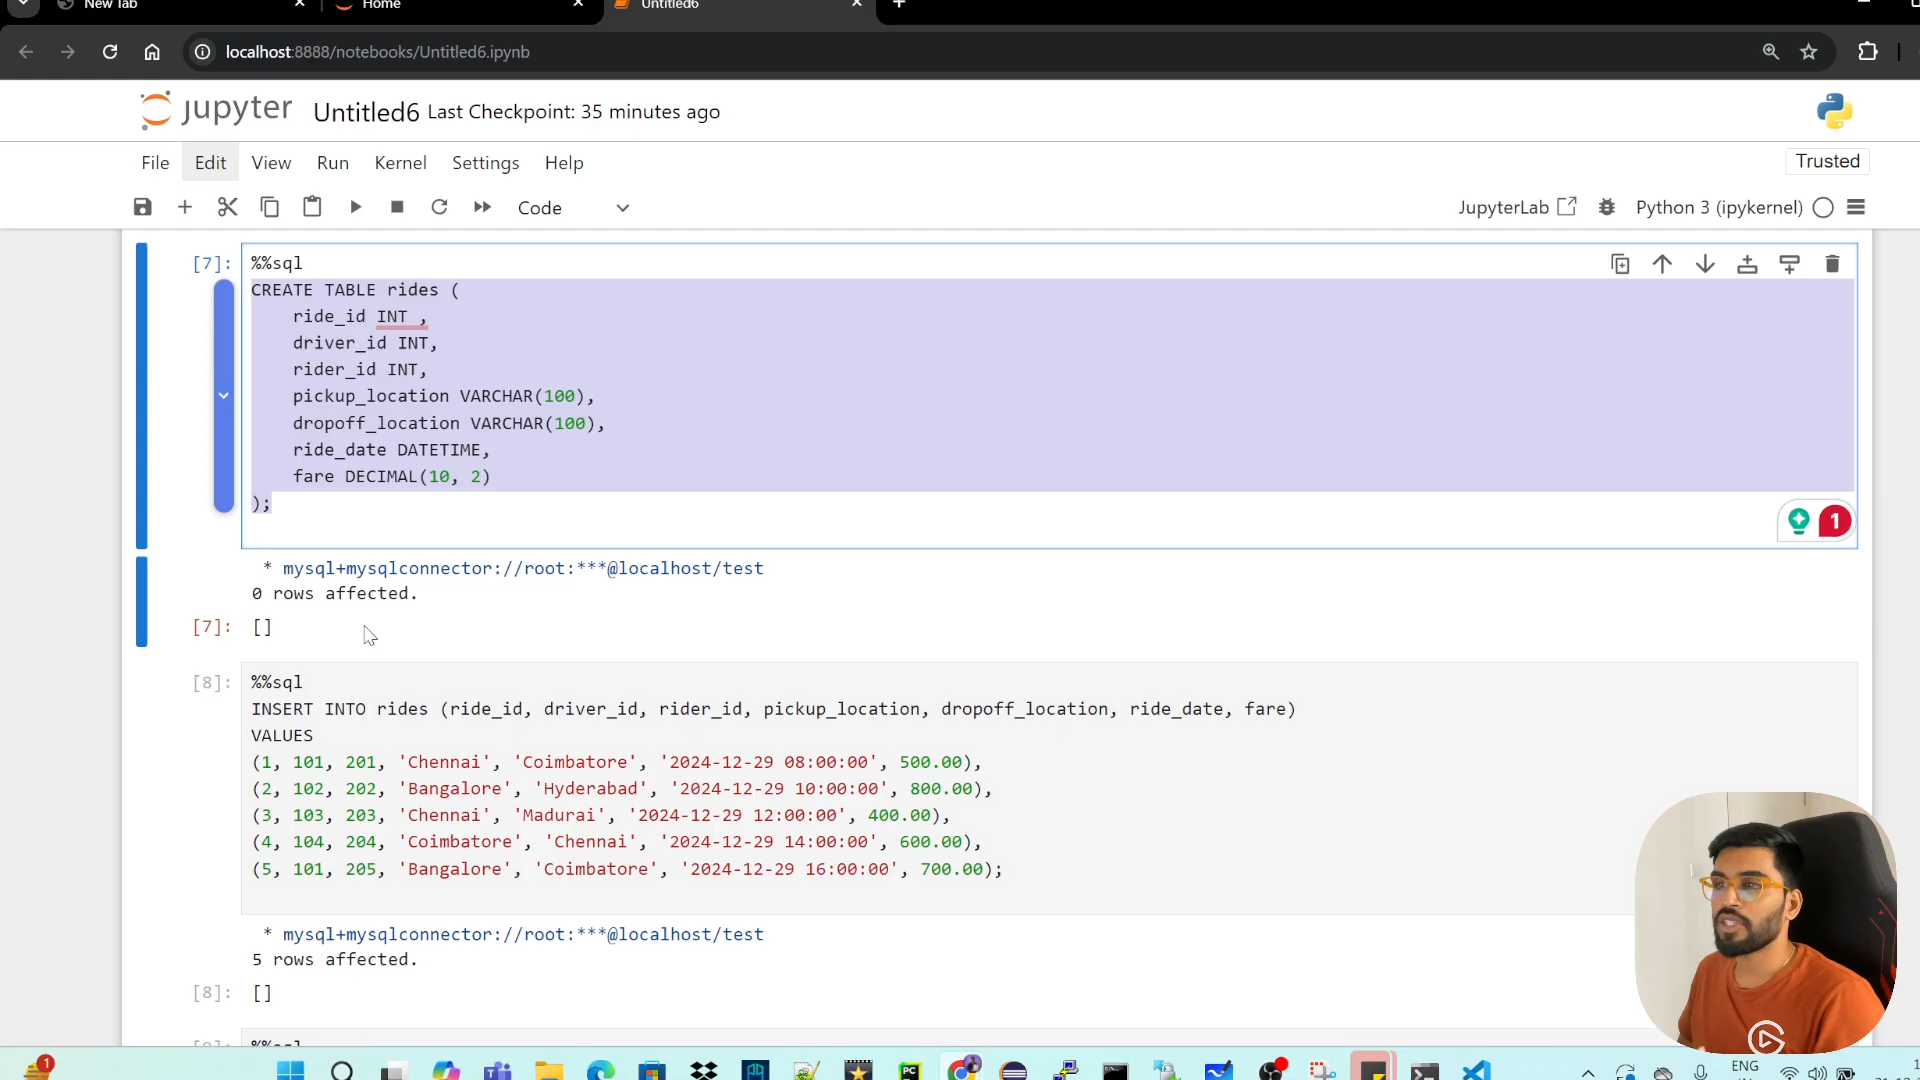 New Tab
Home
Untitled6
localhost:8888/notebooks/Untitled6.ipynb
jupyter Untitled6 Last Checkpoint: 35 minutes ago
File Edit View Run Kernel Settings Help
Trusted
Code
JupyterLab
Python 3 (ipykernel)
[7]: %%sql
CREATE TABLE rides (
ride_id INT ,
driver_id INT,
rider_id INT,
pickup_location VARCHAR(100),
dropoff_location VARCHAR(100),
ride_date DATETIME,
fare DECIMAL(10, 2)
);
1
* mysql+mysqlconnector://root:***@localhost/test
0 rows affected.
[7]: []
[8]: %%sql
INSERT INTO rides (ride_id, driver_id, rider_id, pickup_location, dropoff_location, ride_date, fare)
VALUES
(1, 101, 201, 'Chennai', 'Coimbatore', '2024-12-29 08:00:00', 500.00),
(2, 102, 202, 'Bangalore', 'Hyderabad', '2024-12-29 10:00:00', 800.00),
(3, 103, 203, 'Chennai', 'Madurai', '2024-12-29 12:00:00', 400.00),
(4, 104, 204, 'Coimbatore', 'Chennai', '2024-12-29 14:00:00', 600.00),
(5, 101, 205, 'Bangalore', 'Coimbatore', '2024-12-29 16:00:00', 700.00);
* mysql+mysqlconnector://root:***@localhost/test
5 rows affected.
[8]: []
%%sql
1
PC
ENG